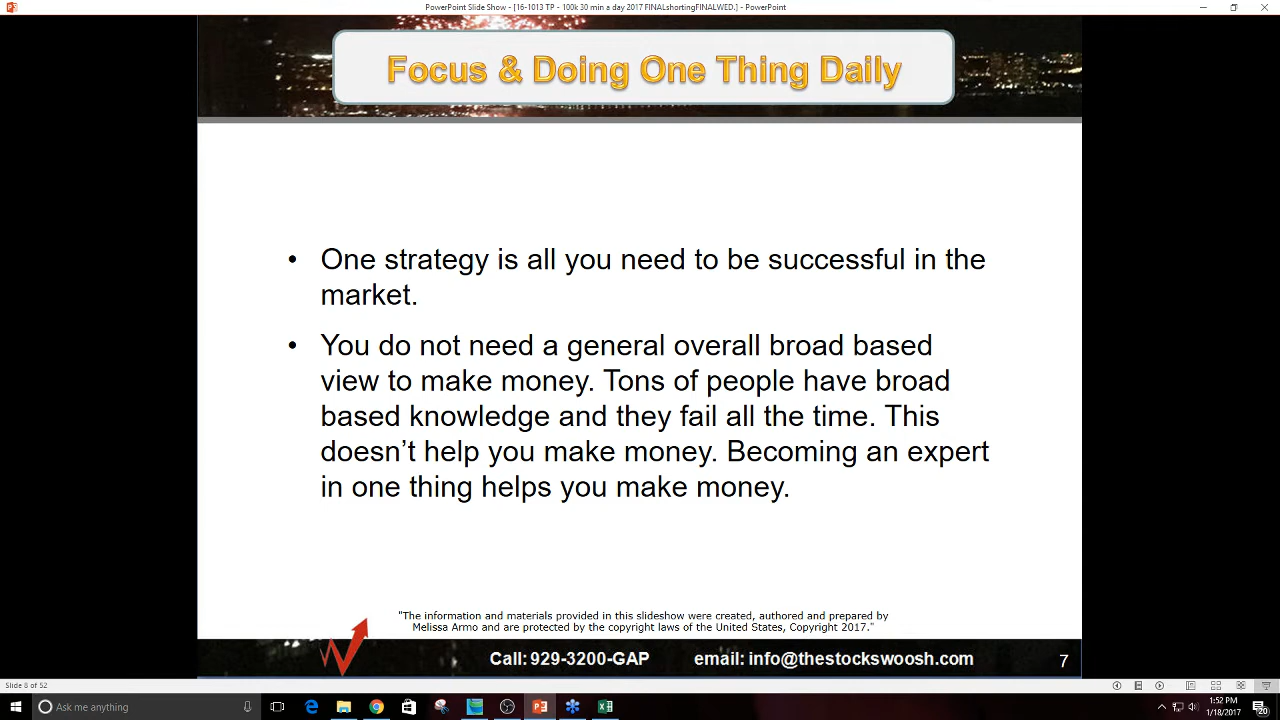 PowerPoint Slide Show - [16-1013 TP - 100k 30 min a day 2017 FINALshortingFINALWED.] - PowerPoint
Focus & Doing One Thing Daily
• One strategy is all you need to be successful in the
market.
• You do not need a general overall broad based
view to make money. Tons of people have broad
based knowledge and they fail all the time. This
doesn’t help you make money. Becoming an expert
in one thing helps you make money.
"The information and materials provided in this slideshow were created, authored and prepared by
Melissa Armo and are protected by the copyright laws of the United States, Copyright 2017."
Call: 929-3200-GAP email: info@thestockswoosh.com 7
Slide 8 of 52
Ask me anything
1:52 PM
1/18/2017
20